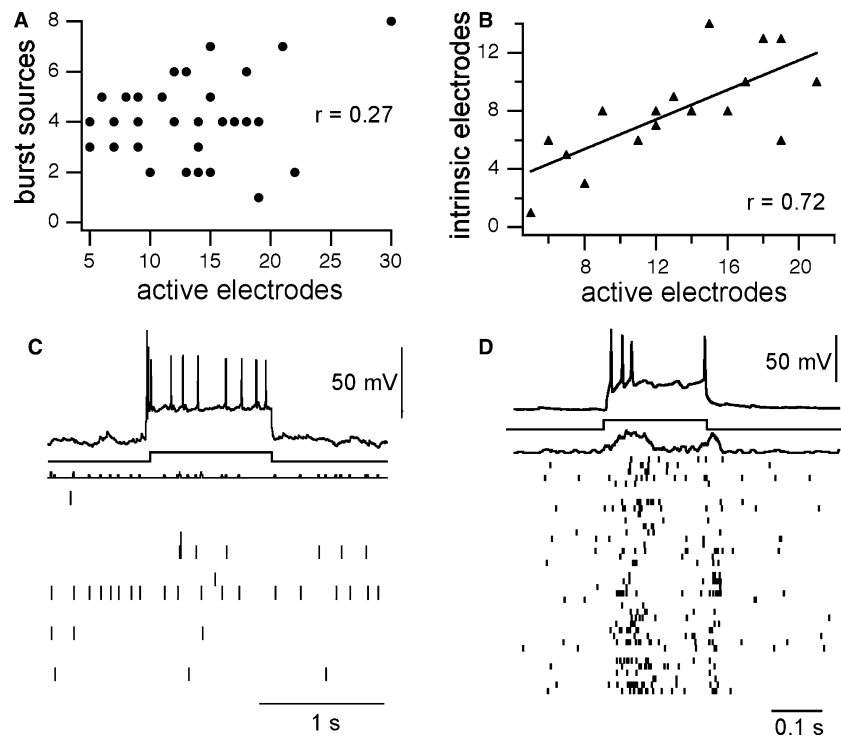 A
8
6
4
2
0
burst sources
r = 0.27
5 10 15 20 25 30
active electrodes
B
12
8
4
0
intrinsic electrodes
r = 0.72
8 12 16 20
active electrodes
C
50 mV
1 s
D
50 mV
0.1 s